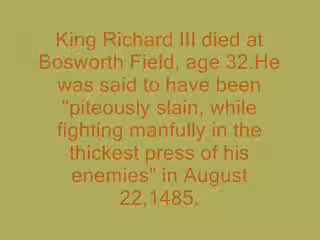 King Richard III died at
Bosworth Field, age 32.He
was said to have been
"piteously slain, while
fighting manfully in the
thickest press of his
enemies" in August
22,1485.